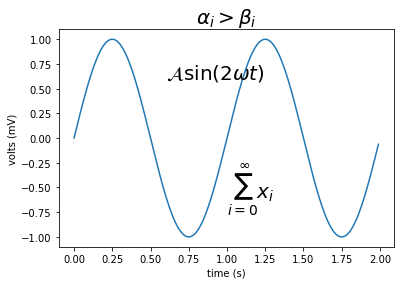 αᵢ > βᵢ
1.00
0.75
0.50
0.25
0.00
−0.25
−0.50
−0.75
−1.00
volts (mV)
𝒜sin(2ωt)
∞
∑ xᵢ
i = 0
0.00 0.25 0.50 0.75 1.00 1.25 1.50 1.75 2.00
time (s)